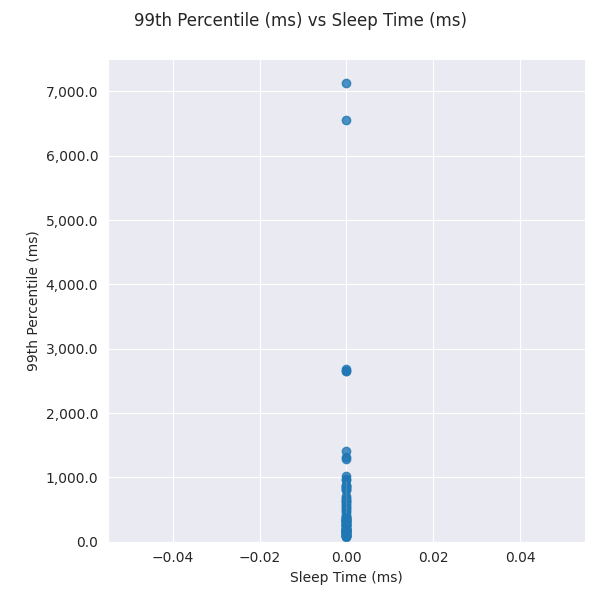 99th Percentile (ms) vs Sleep Time (ms)
7,000.0
6,000.0
5,000.0
4,000.0
3,000.0
2,000.0
1,000.0
0.0
99th Percentile (ms)
−0.04 −0.02 0.00 0.02 0.04
Sleep Time (ms)